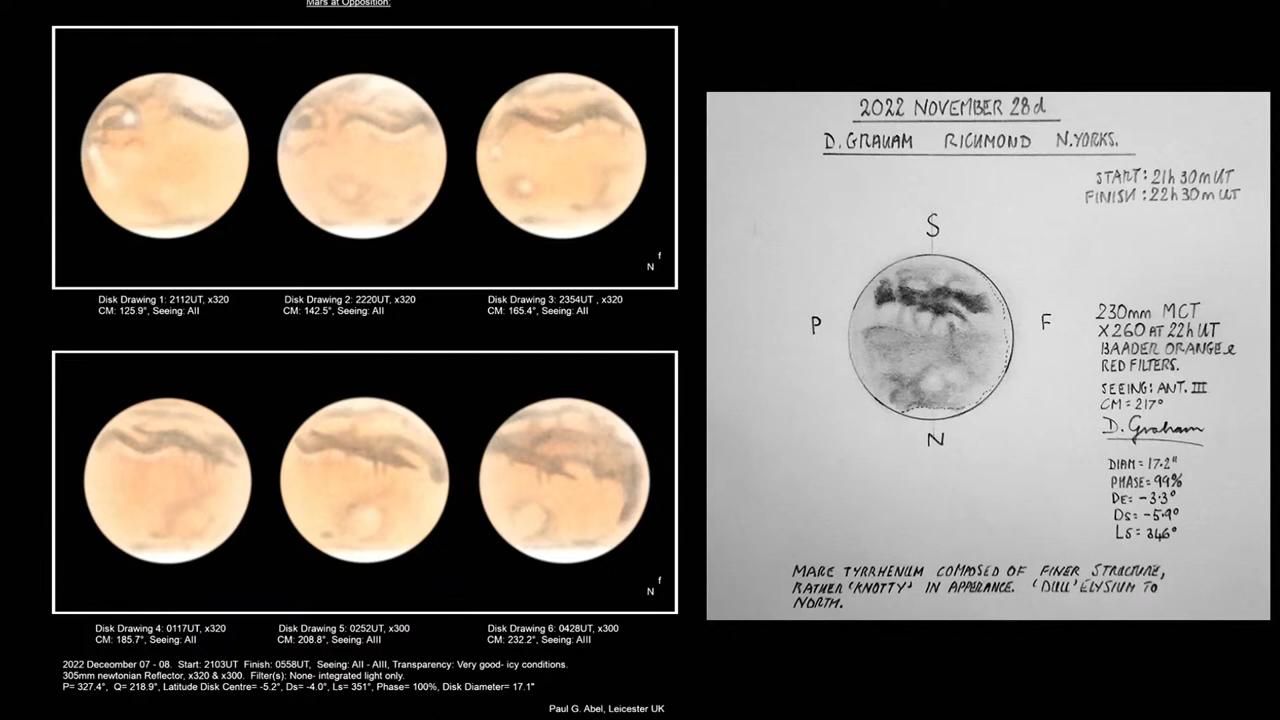 Mars at Opposition:
N f
Disk Drawing 1: 2112UT, x320
CM: 125.9°, Seeing: AII
Disk Drawing 2: 2220UT, x320
CM: 142.5°, Seeing: AII
Disk Drawing 3: 2354UT , x320
CM: 165.4°, Seeing: AII
N f
Disk Drawing 4: 0117UT, x320
CM: 185.7°, Seeing: AII
Disk Drawing 5: 0252UT, x300
CM: 208.8°, Seeing: AIII
Disk Drawing 6: 0428UT, x300
CM: 232.2°, Seeing: AIII
2022 Deceomber 07 - 08. Start: 2103UT Finish: 0558UT, Seeing: AII - AIII, Transparency: Very good- icy conditions.
305mm newtonian Reflector, x320 & x300. Filter(s): None- integrated light only.
P= 327.4°, Q= 218.9°, Latitude Disk Centre= -5.2°, Ds= -4.0°, Ls= 351°, Phase= 100%, Disk Diameter= 17.1"
Paul G. Abel, Leicester UK
2022 NOVEMBER 28d
D. GRAHAM RICHMOND N.YORKS.
START: 21h 30m UT
FINISH: 22h 30m UT
S
P
F
N
230mm MCT
X260 AT 22h UT
BAADER ORANGE &
RED FILTERS.
SEEING: ANT. III
CM = 217°
D. Graham
DIAM = 17.2"
PHASE = 99%
DE = -3.3°
DS = -5.9°
LS = 346°
MARE TYRRHENUM COMPOSED OF FINER STRUCTURE,
RATHER 'KNOTTY' IN APPERANCE. 'DULL' ELYSIUM TO
NORTH.